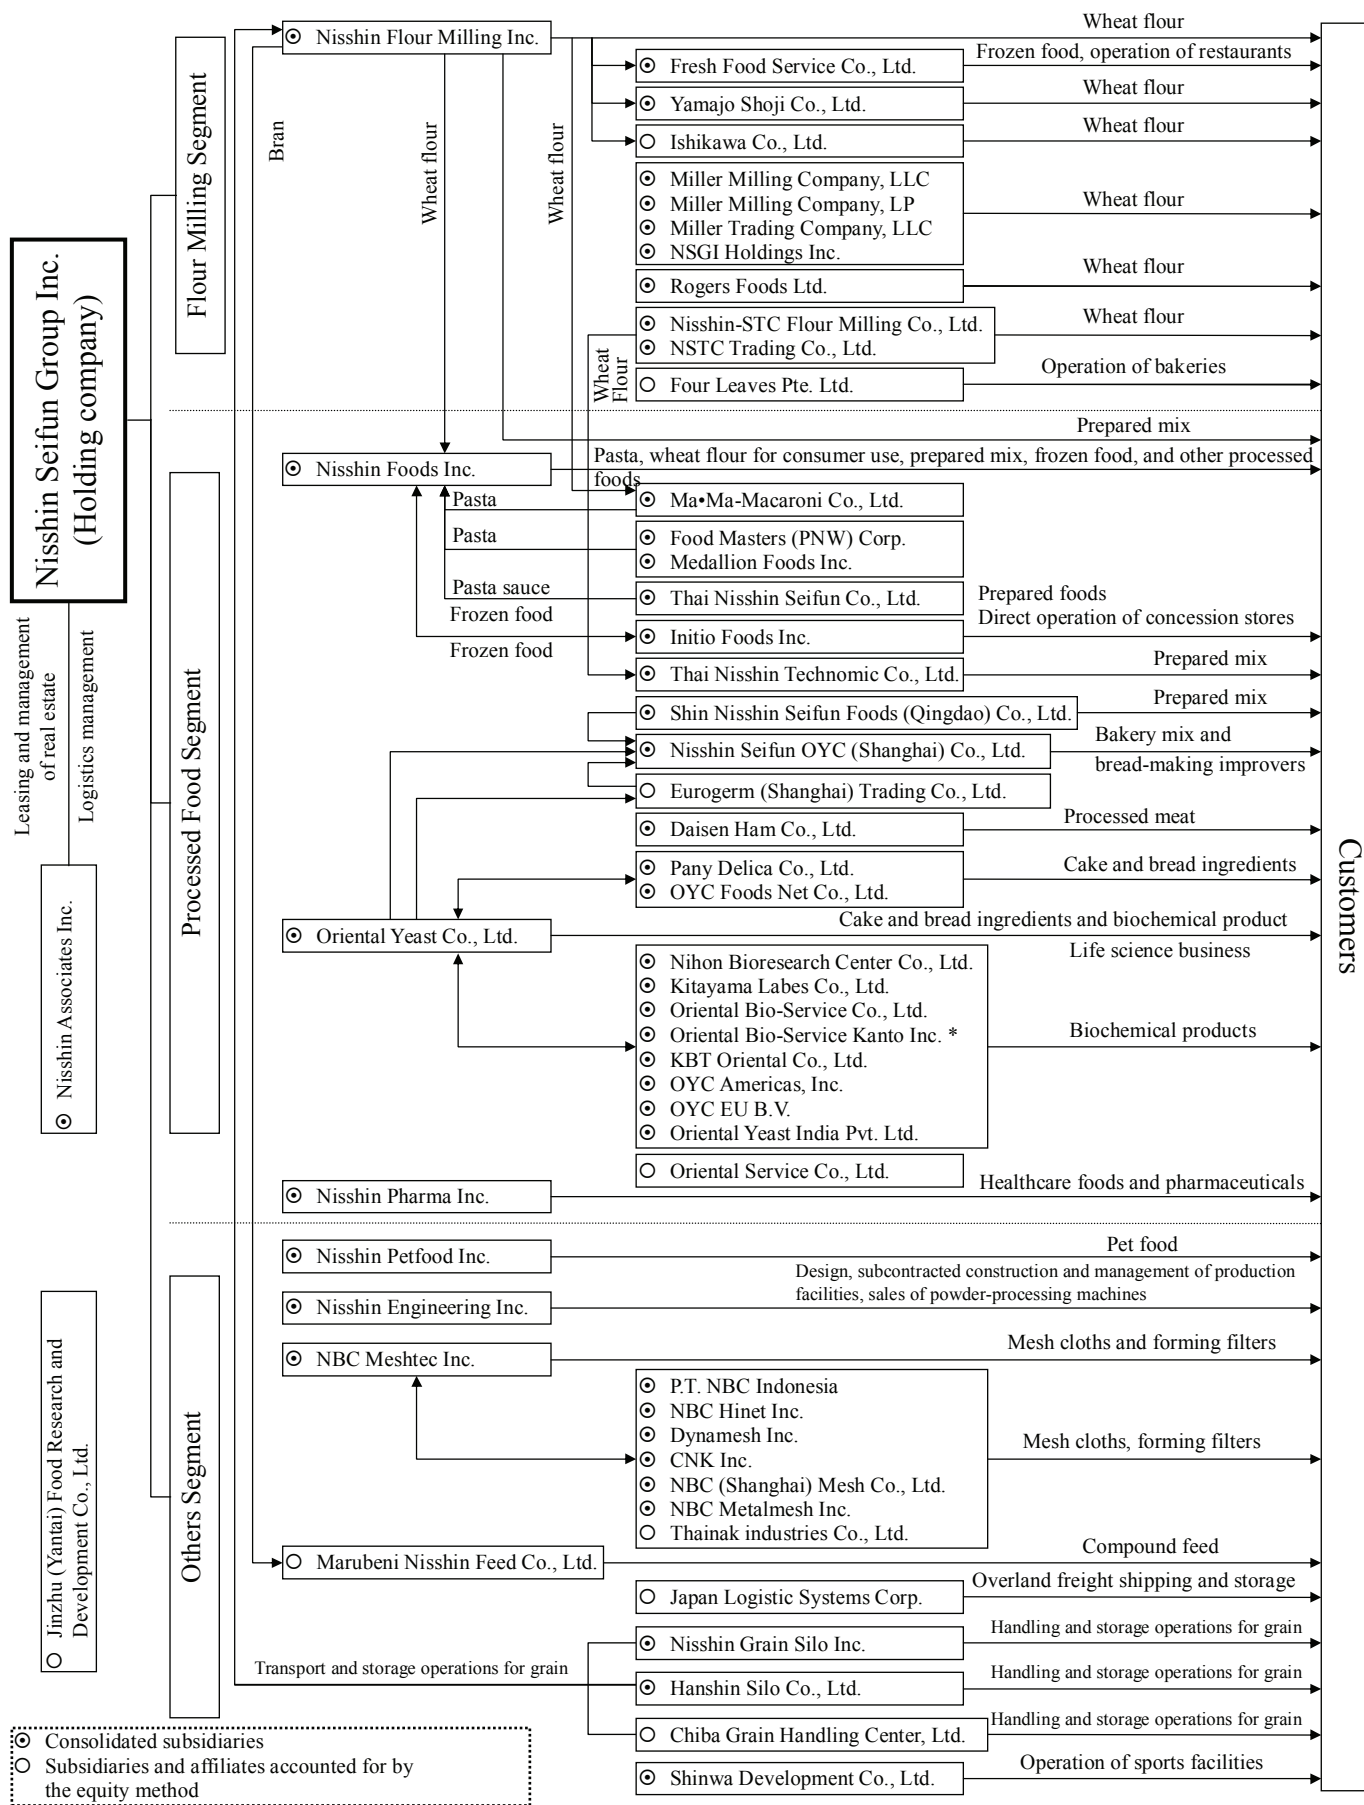 Nisshin Seifun Group Inc.
(Holding company)
Leasing and management
of real estate
Logistics management
◉ Nisshin Associates Inc.
○ Jinzhu (Yantai) Food Research and
Development Co., Ltd.
Flour Milling Segment
Processed Food Segment
Others Segment
◉ Nisshin Flour Milling Inc.
Wheat flour
Bran
Wheat flour
Wheat flour
◉ Fresh Food Service Co., Ltd.
Frozen food, operation of restaurants
◉ Yamajo Shoji Co., Ltd.
Wheat flour
○ Ishikawa Co., Ltd.
Wheat flour
◉ Miller Milling Company, LLC
◉ Miller Milling Company, LP
◉ Miller Trading Company, LLC
◉ NSGI Holdings Inc.
Wheat flour
◉ Rogers Foods Ltd.
Wheat flour
◉ Nisshin-STC Flour Milling Co., Ltd.
◉ NSTC Trading Co., Ltd.
Wheat flour
Wheat
Flour
○ Four Leaves Pte. Ltd.
Operation of bakeries
Prepared mix
◉ Nisshin Foods Inc.
Pasta, wheat flour for consumer use, prepared mix, frozen food, and other processed
foods
Pasta
◉ Ma•Ma-Macaroni Co., Ltd.
Pasta
◉ Food Masters (PNW) Corp.
◉ Medallion Foods Inc.
Pasta sauce
◉ Thai Nisshin Seifun Co., Ltd.
Frozen food
Frozen food
◉ Initio Foods Inc.
Prepared foods
Direct operation of concession stores
◉ Thai Nisshin Technomic Co., Ltd.
Prepared mix
◉ Shin Nisshin Seifun Foods (Qingdao) Co., Ltd.
Prepared mix
◉ Nisshin Seifun OYC (Shanghai) Co., Ltd.
Bakery mix and
bread-making improvers
○ Eurogerm (Shanghai) Trading Co., Ltd.
◉ Daisen Ham Co., Ltd.
Processed meat
◉ Pany Delica Co., Ltd.
◉ OYC Foods Net Co., Ltd.
Cake and bread ingredients
◉ Oriental Yeast Co., Ltd.
Cake and bread ingredients and biochemical product
Life science business
◉ Nihon Bioresearch Center Co., Ltd.
◉ Kitayama Labes Co., Ltd.
◉ Oriental Bio-Service Co., Ltd.
◉ Oriental Bio-Service Kanto Inc. *
◉ KBT Oriental Co., Ltd.
◉ OYC Americas, Inc.
◉ OYC EU B.V.
◉ Oriental Yeast India Pvt. Ltd.
Biochemical products
○ Oriental Service Co., Ltd.
◉ Nisshin Pharma Inc.
Healthcare foods and pharmaceuticals
◉ Nisshin Petfood Inc.
Pet food
◉ Nisshin Engineering Inc.
Design, subcontracted construction and management of production
facilities, sales of powder-processing machines
◉ NBC Meshtec Inc.
Mesh cloths and forming filters
◉ P.T. NBC Indonesia
◉ NBC Hinet Inc.
◉ Dynamesh Inc.
◉ CNK Inc.
◉ NBC (Shanghai) Mesh Co., Ltd.
◉ NBC Metalmesh Inc.
○ Thainak industries Co., Ltd.
Mesh cloths, forming filters
○ Marubeni Nisshin Feed Co., Ltd.
Compound feed
○ Japan Logistic Systems Corp.
Overland freight shipping and storage
◉ Nisshin Grain Silo Inc.
Handling and storage operations for grain
Transport and storage operations for grain
◉ Hanshin Silo Co., Ltd.
Handling and storage operations for grain
○ Chiba Grain Handling Center, Ltd.
Handling and storage operations for grain
◉ Shinwa Development Co., Ltd.
Operation of sports facilities
Customers
◉ Consolidated subsidiaries
○ Subsidiaries and affiliates accounted for by
the equity method